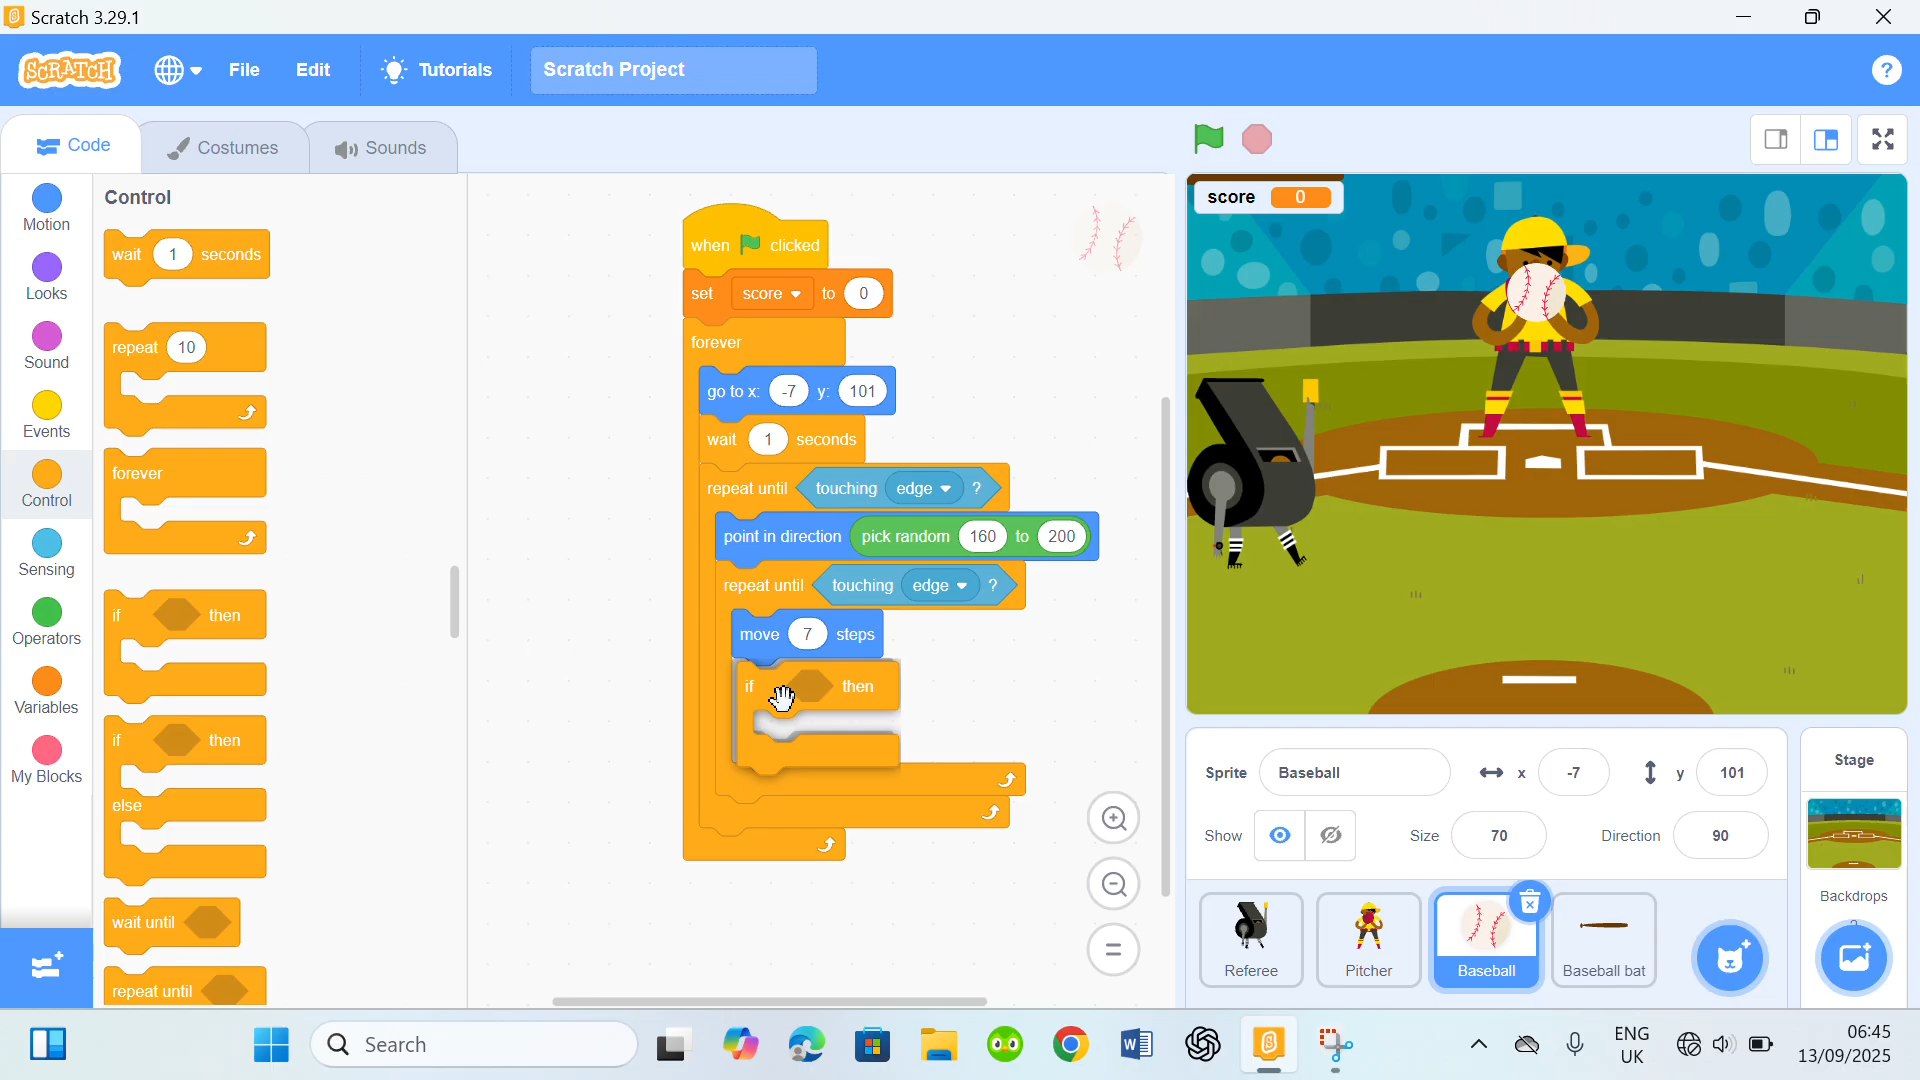 Scratch 3.29.1
SCRATCH
File
Edit
Tutorials
Scratch Project
?
Code
Costumes
Sounds
Motion
Looks
Sound
Events
Control
Sensing
Operators
Variables
My Blocks
Control
wait 1 seconds
repeat 10
forever
if then
if then
else
wait until
repeat until
when clicked
set score to 0
forever
go to x: -7 y: 101
wait 1 seconds
repeat until touching edge ?
point in direction pick random 160 to 200
repeat until touching edge ?
move 7 steps
if then
score 0
Sprite Baseball x -7 y 101
Show Size 70 Direction 90
Referee
Pitcher
Baseball
Baseball bat
Stage
Backdrops
Search
ENG
UK
06:45
13/09/2025